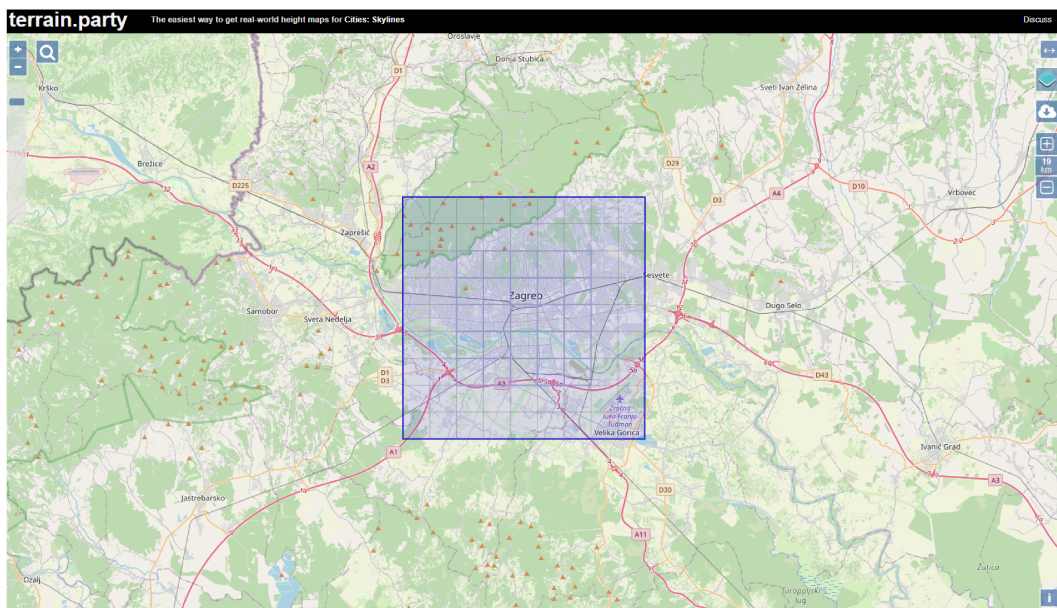 terrain.party
The easiest way to get real-world height maps for Cities: Skylines
Discuss
Oroslavje
Donja Stubica
D1
Krško
Sveti Ivan Zelina
Brežice
D29
A2
A4
D10
D225
D3
Vrbovec
19
km
Zaprešić
Sesvete
Zagreb
Samobor
Sveta Nedelja
Dugo Selo
12
D1
D3
A3
D43
Zračna
luka Franjo
Tuđman
Velika Gorica
A1
Ivanić Grad
Jastrebarsko
D30
A3
A11
Ozalj
Žutica
Turopoljski
lug